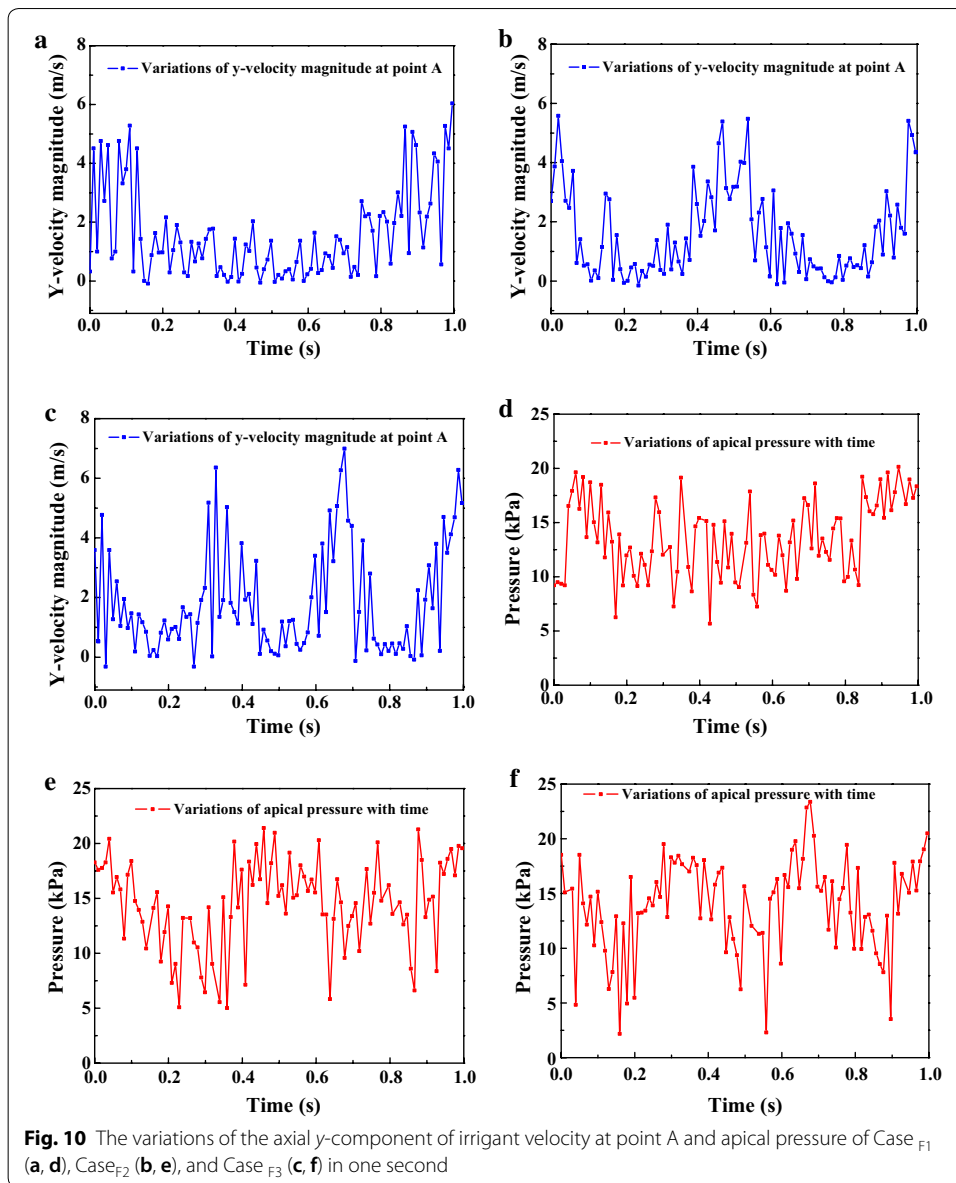 a
Y-velocity magnitude (m/s)
8
6
4
2
0
Variations of y-velocity magnitude at point A
0.0 0.2 0.4 0.6 0.8 1.0
Time (s)
b
Y-velocity magnitude (m/s)
8
6
4
2
0
Variations of y-velocity magnitude at point A
0.0 0.2 0.4 0.6 0.8 1.0
Time (s)
c
Y-velocity magnitude (m/s)
8
6
4
2
0
Variations of y-velocity magnitude at point A
0.0 0.2 0.4 0.6 0.8 1.0
Time (s)
d
Pressure (kPa)
25
20
15
10
5
0
Variations of apical pressure with time
0.0 0.2 0.4 0.6 0.8 1.0
Time (s)
e
Pressure (kPa)
25
20
15
10
5
0
Variations of apical pressure with time
0.0 0.2 0.4 0.6 0.8 1.0
Time (s)
f
Pressure (kPa)
25
20
15
10
5
0
Variations of apical pressure with time
0.0 0.2 0.4 0.6 0.8 1.0
Time (s)
Fig. 10 The variations of the axial y-component of irrigant velocity at point A and apical pressure of Case F1
(a, d), CaseF2 (b, e), and Case F3 (c, f) in one second